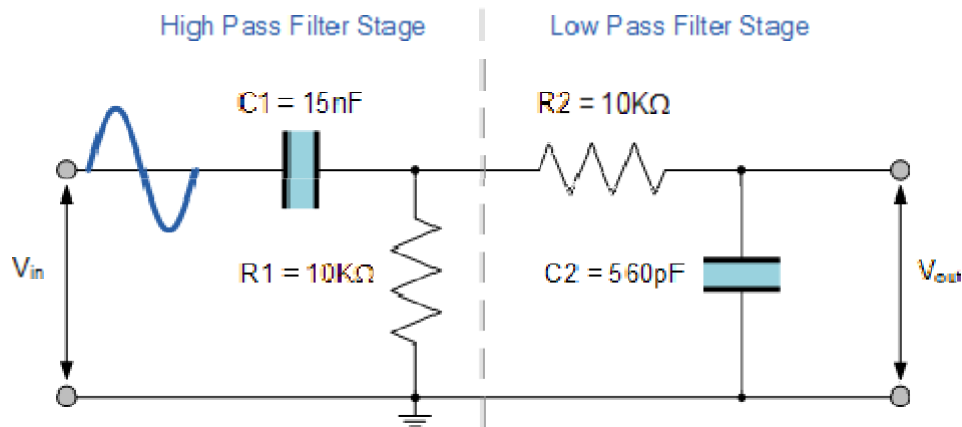 High Pass Filter Stage
Low Pass Filter Stage
C1 = 15nF
R2 = 10KΩ
Vin
R1 = 10KΩ
C2 = 560pF
Vout